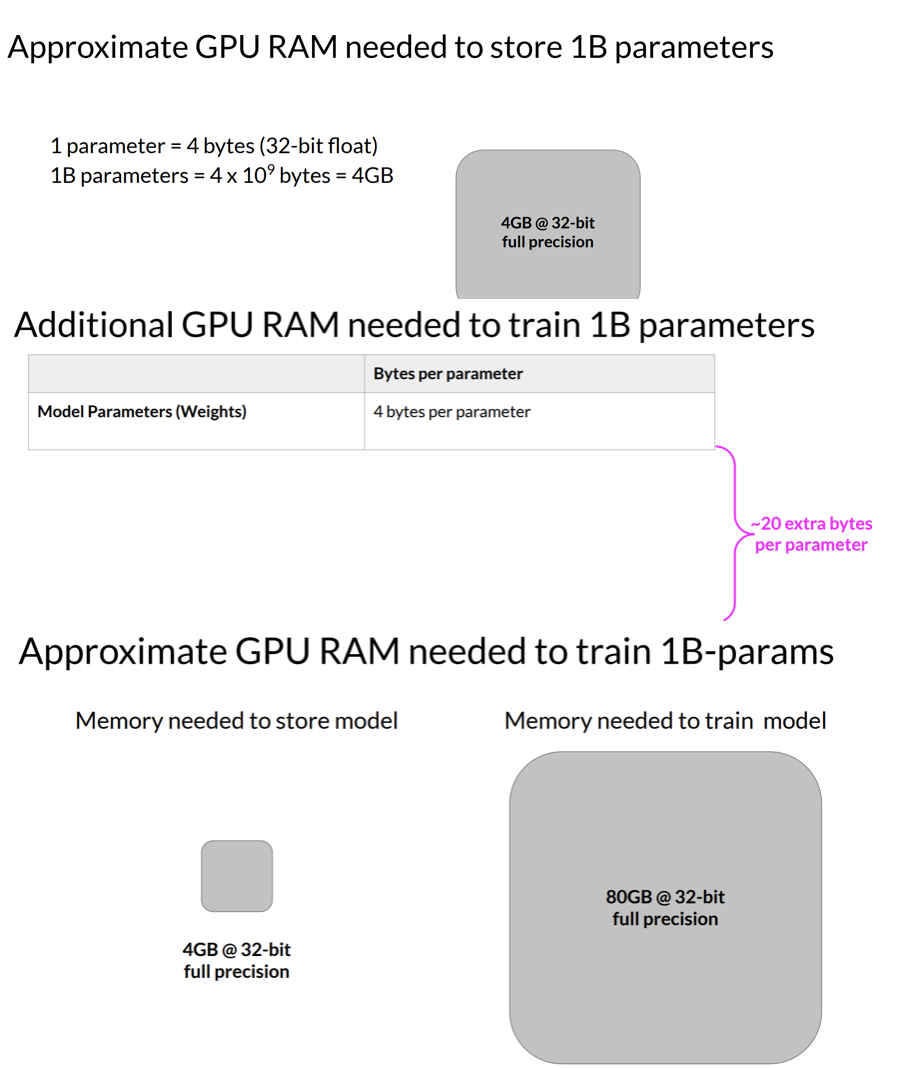 Approximate GPU RAM needed to store 1B parameters
1 parameter = 4 bytes (32-bit float)
1B parameters = 4 x 10⁹ bytes = 4GB
4GB @ 32-bit
full precision
Additional GPU RAM needed to train 1B parameters
Bytes per parameter
Model Parameters (Weights) 4 bytes per parameter
~20 extra bytes
per parameter
Approximate GPU RAM needed to train 1B-params
Memory needed to store model
Memory needed to train model
4GB @ 32-bit
full precision
80GB @ 32-bit
full precision